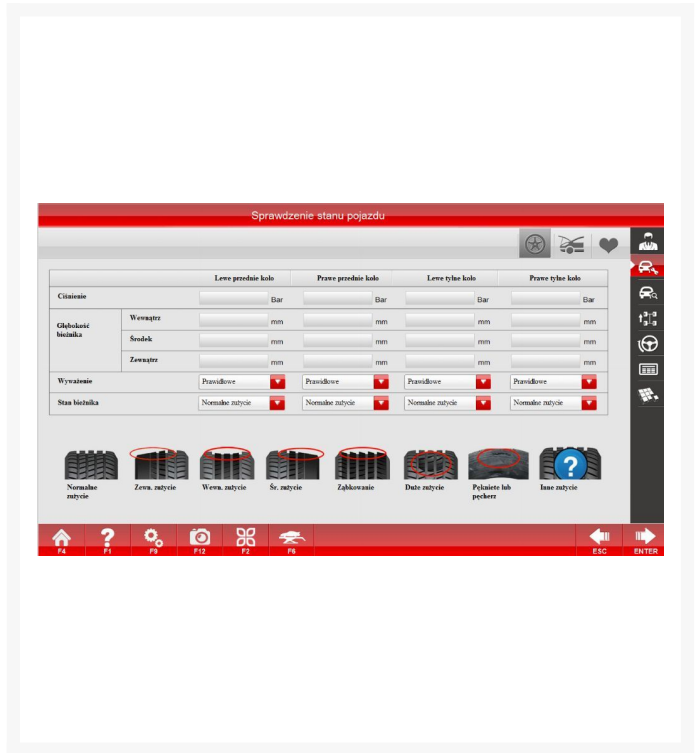 Sprawdzenie stanu pojazdu
Lewe przednie koło Prawe przednie koło Lewe tylne koło Prawe tylne koło
Ciśnienie Bar Bar Bar Bar
Głębokość bieżnika
Wewnątrz mm mm mm mm
Środek mm mm mm mm
Zewnątrz mm mm mm mm
Wyważenie Prawidłowe Prawidłowe Prawidłowe Prawidłowe
Stan bieżnika Normalne zużycie Normalne zużycie Normalne zużycie Normalne zużycie
?
Normalne zużycie
Zewn. zużycie
Wewn. zużycie
Śr. zużycie
Ząbkowanie
Duże zużycie
Pęknięte lub pęcherz
Inne zużycie
?
F4 F1 F9 F12 F2 F6 ESC ENTER